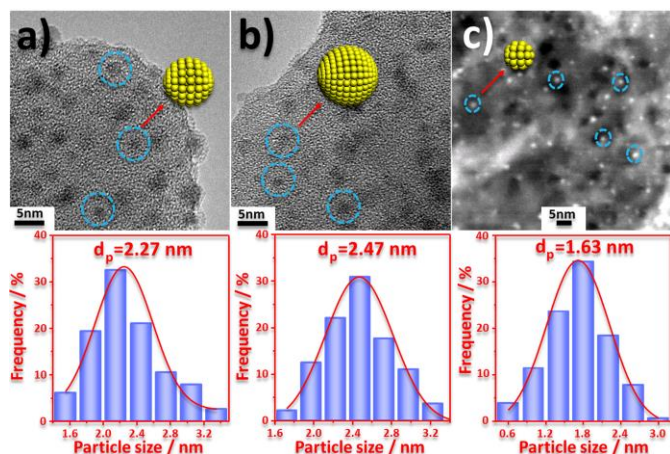 a)
b)
c)
5nm
5nm
5nm
d_p=2.27 nm
d_p=2.47 nm
d_p=1.63 nm
Frequency / %
40
30
20
10
0
1.6 2.0 2.4 2.8 3.2
Particle size / nm
Frequency / %
40
30
20
10
0
1.6 2.0 2.4 2.8 3.2
Particle size / nm
Frequency / %
40
30
20
10
0
0.6 1.2 1.8 2.4 3.0
Particle size / nm